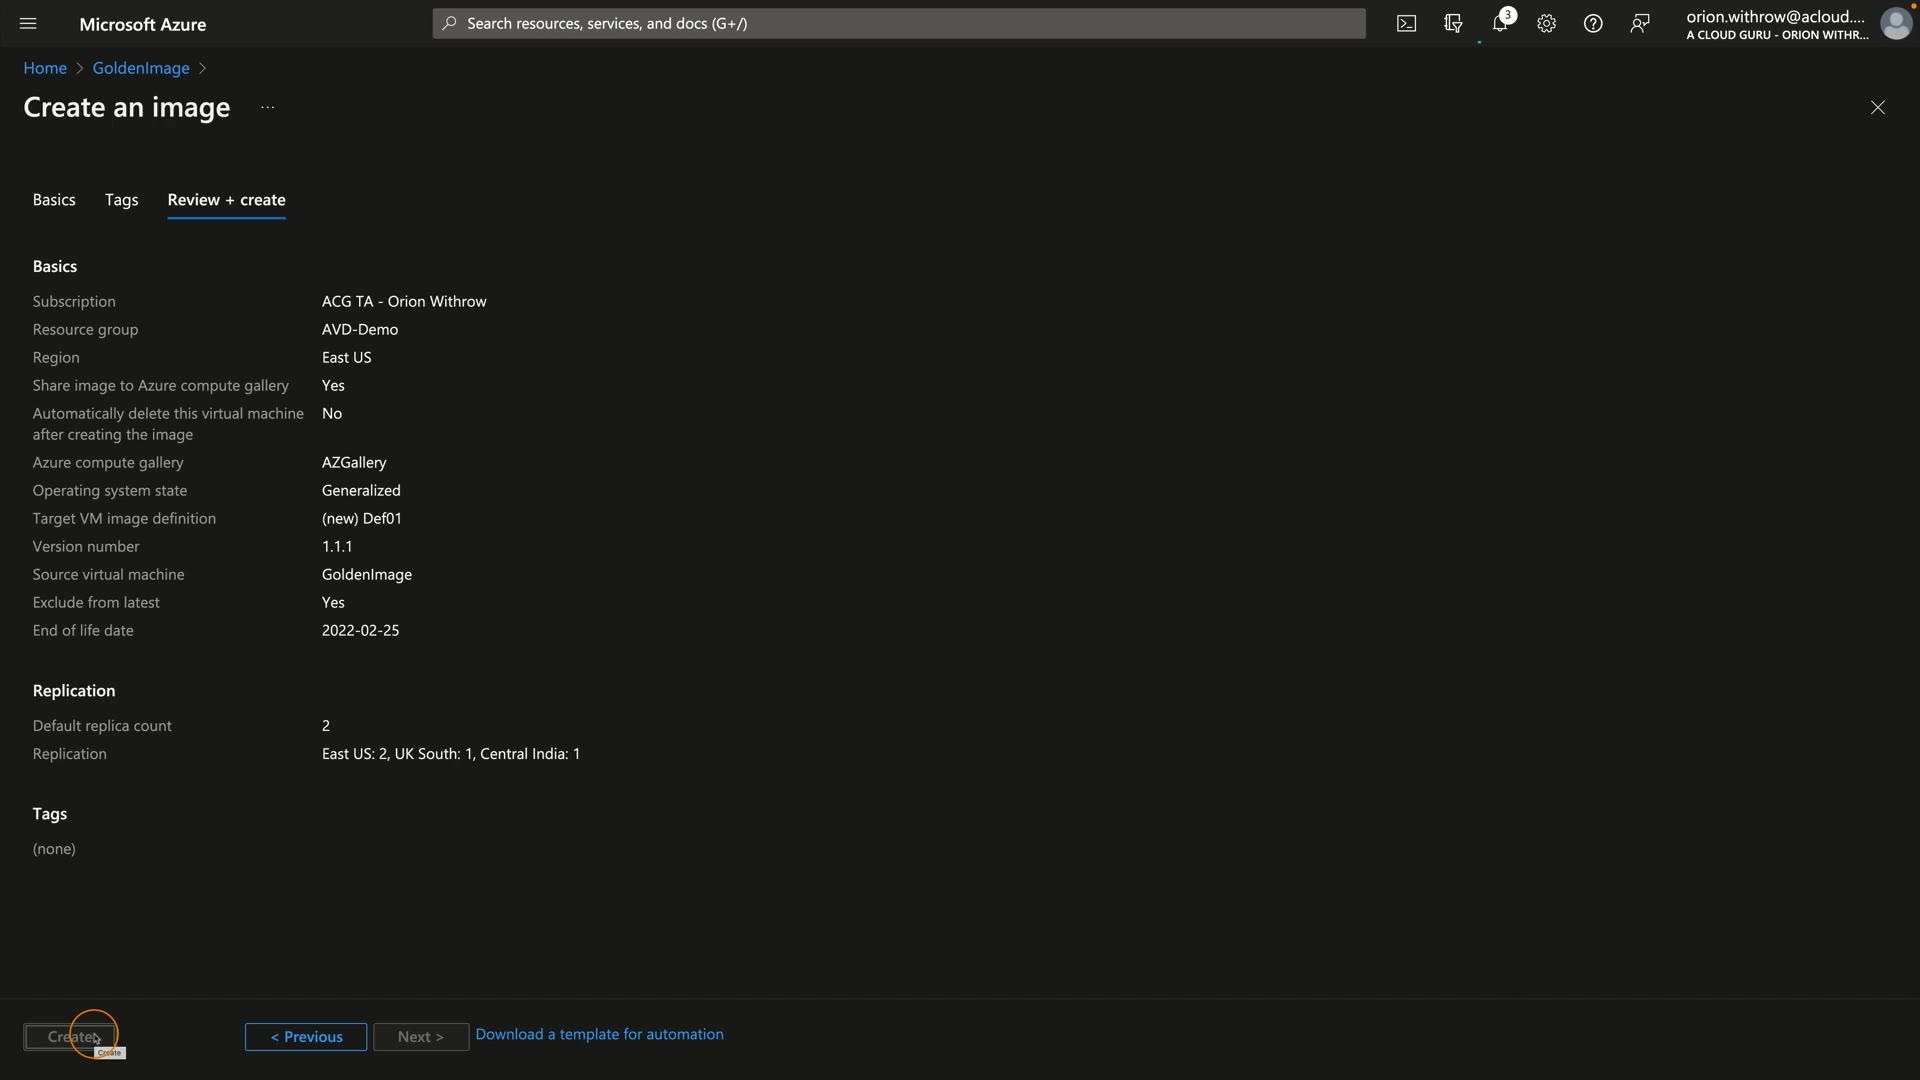 Microsoft Azure
Search resources, services, and docs (G+/)
3
orion.withrow@acloud....
A CLOUD GURU - ORION WITHR...
Home > GoldenImage >
Create an image ...
Basics Tags Review + create
Basics
Subscription ACG TA - Orion Withrow
Resource group AVD-Demo
Region East US
Share image to Azure compute gallery Yes
Automatically delete this virtual machine No
after creating the image
Azure compute gallery AZGallery
Operating system state Generalized
Target VM image definition (new) Def01
Version number 1.1.1
Source virtual machine GoldenImage
Exclude from latest Yes
End of life date 2022-02-25
Replication
Default replica count 2
Replication East US: 2, UK South: 1, Central India: 1
Tags
(none)
Create < Previous Next > Download a template for automation
Create